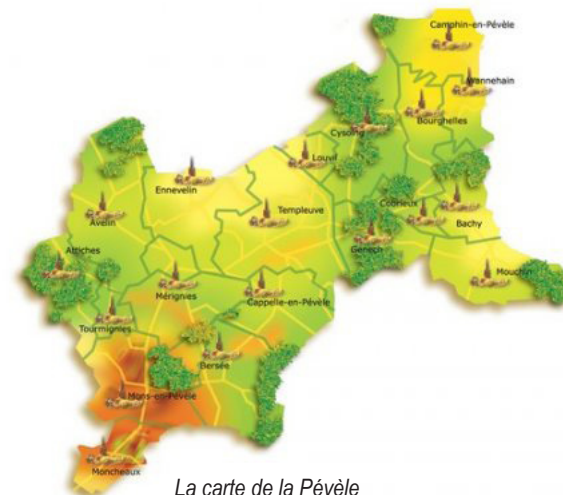 Camphin-en-Pévèle
Wannehain
Bourghelles
Cysoing
Louvil
Ennevelin
Templeuve
Cobrieux
Avelin
Bachy
Genech
Attiches
Mouchin
Mérignies
Cappelle-en-Pévèle
Tourmignies
Bersée
Mons-en-Pévèle
Moncheaux
La carte de la Pévèle